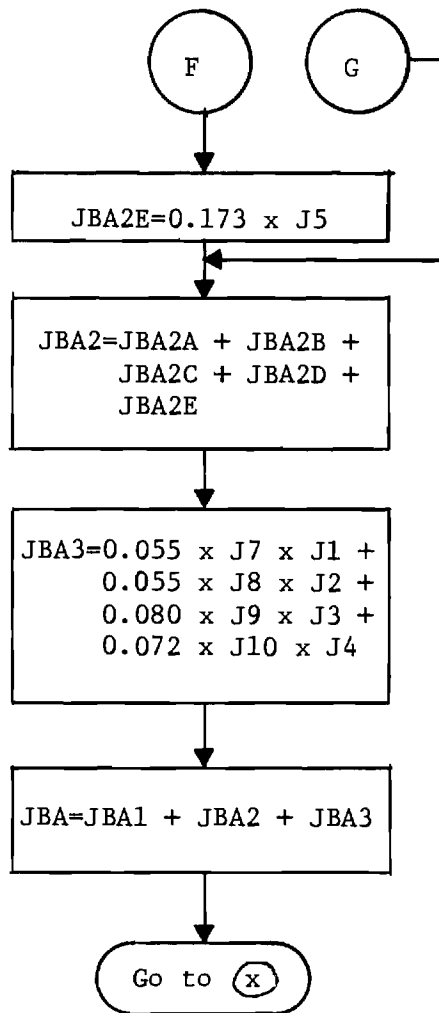 F
G
JBA2E=0.173 x J5
JBA2=JBA2A + JBA2B +
JBA2C + JBA2D +
JBA2E
JBA3=0.055 x J7 x J1 +
0.055 x J8 x J2 +
0.080 x J9 x J3 +
0.072 x J10 x J4
JBA=JBA1 + JBA2 + JBA3
Go to x